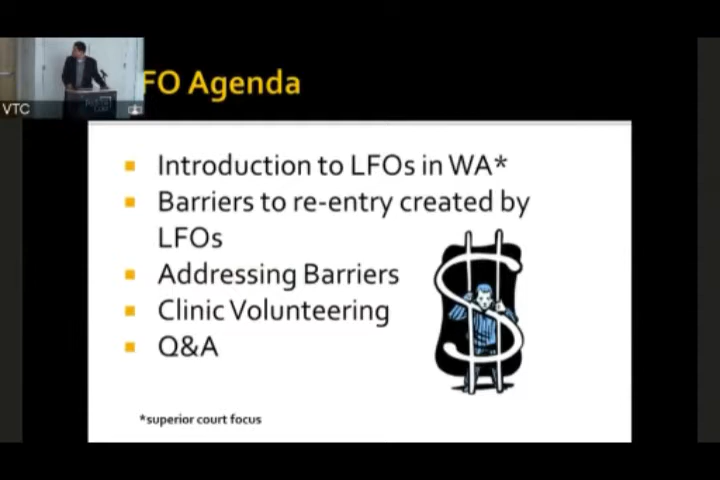 FO Agenda
VTC
Introduction to LFOs in WA*
Barriers to re-entry created by
LFOs
Addressing Barriers
Clinic Volunteering
Q&A
*superior court focus